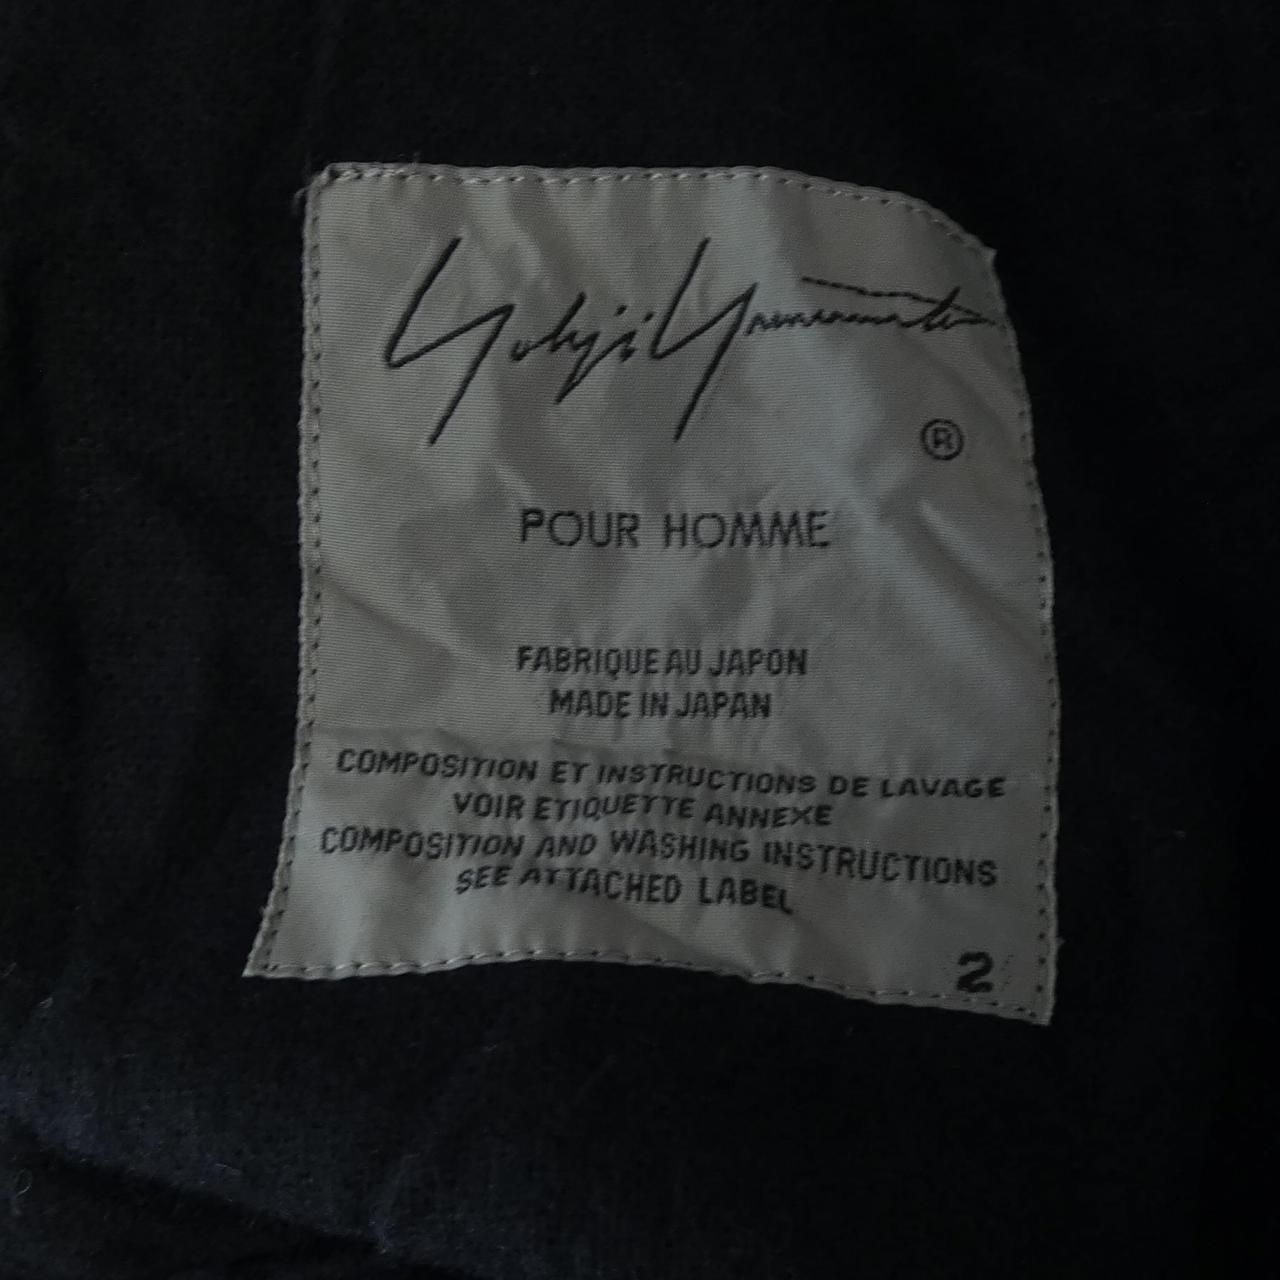 Yohji Yamamoto
®
POUR HOMME
FABRIQUE AU JAPON
MADE IN JAPAN
COMPOSITION ET INSTRUCTIONS DE LAVAGE
VOIR ETIQUETTE ANNEXE
COMPOSITION AND WASHING INSTRUCTIONS
SEE ATTACHED LABEL
2